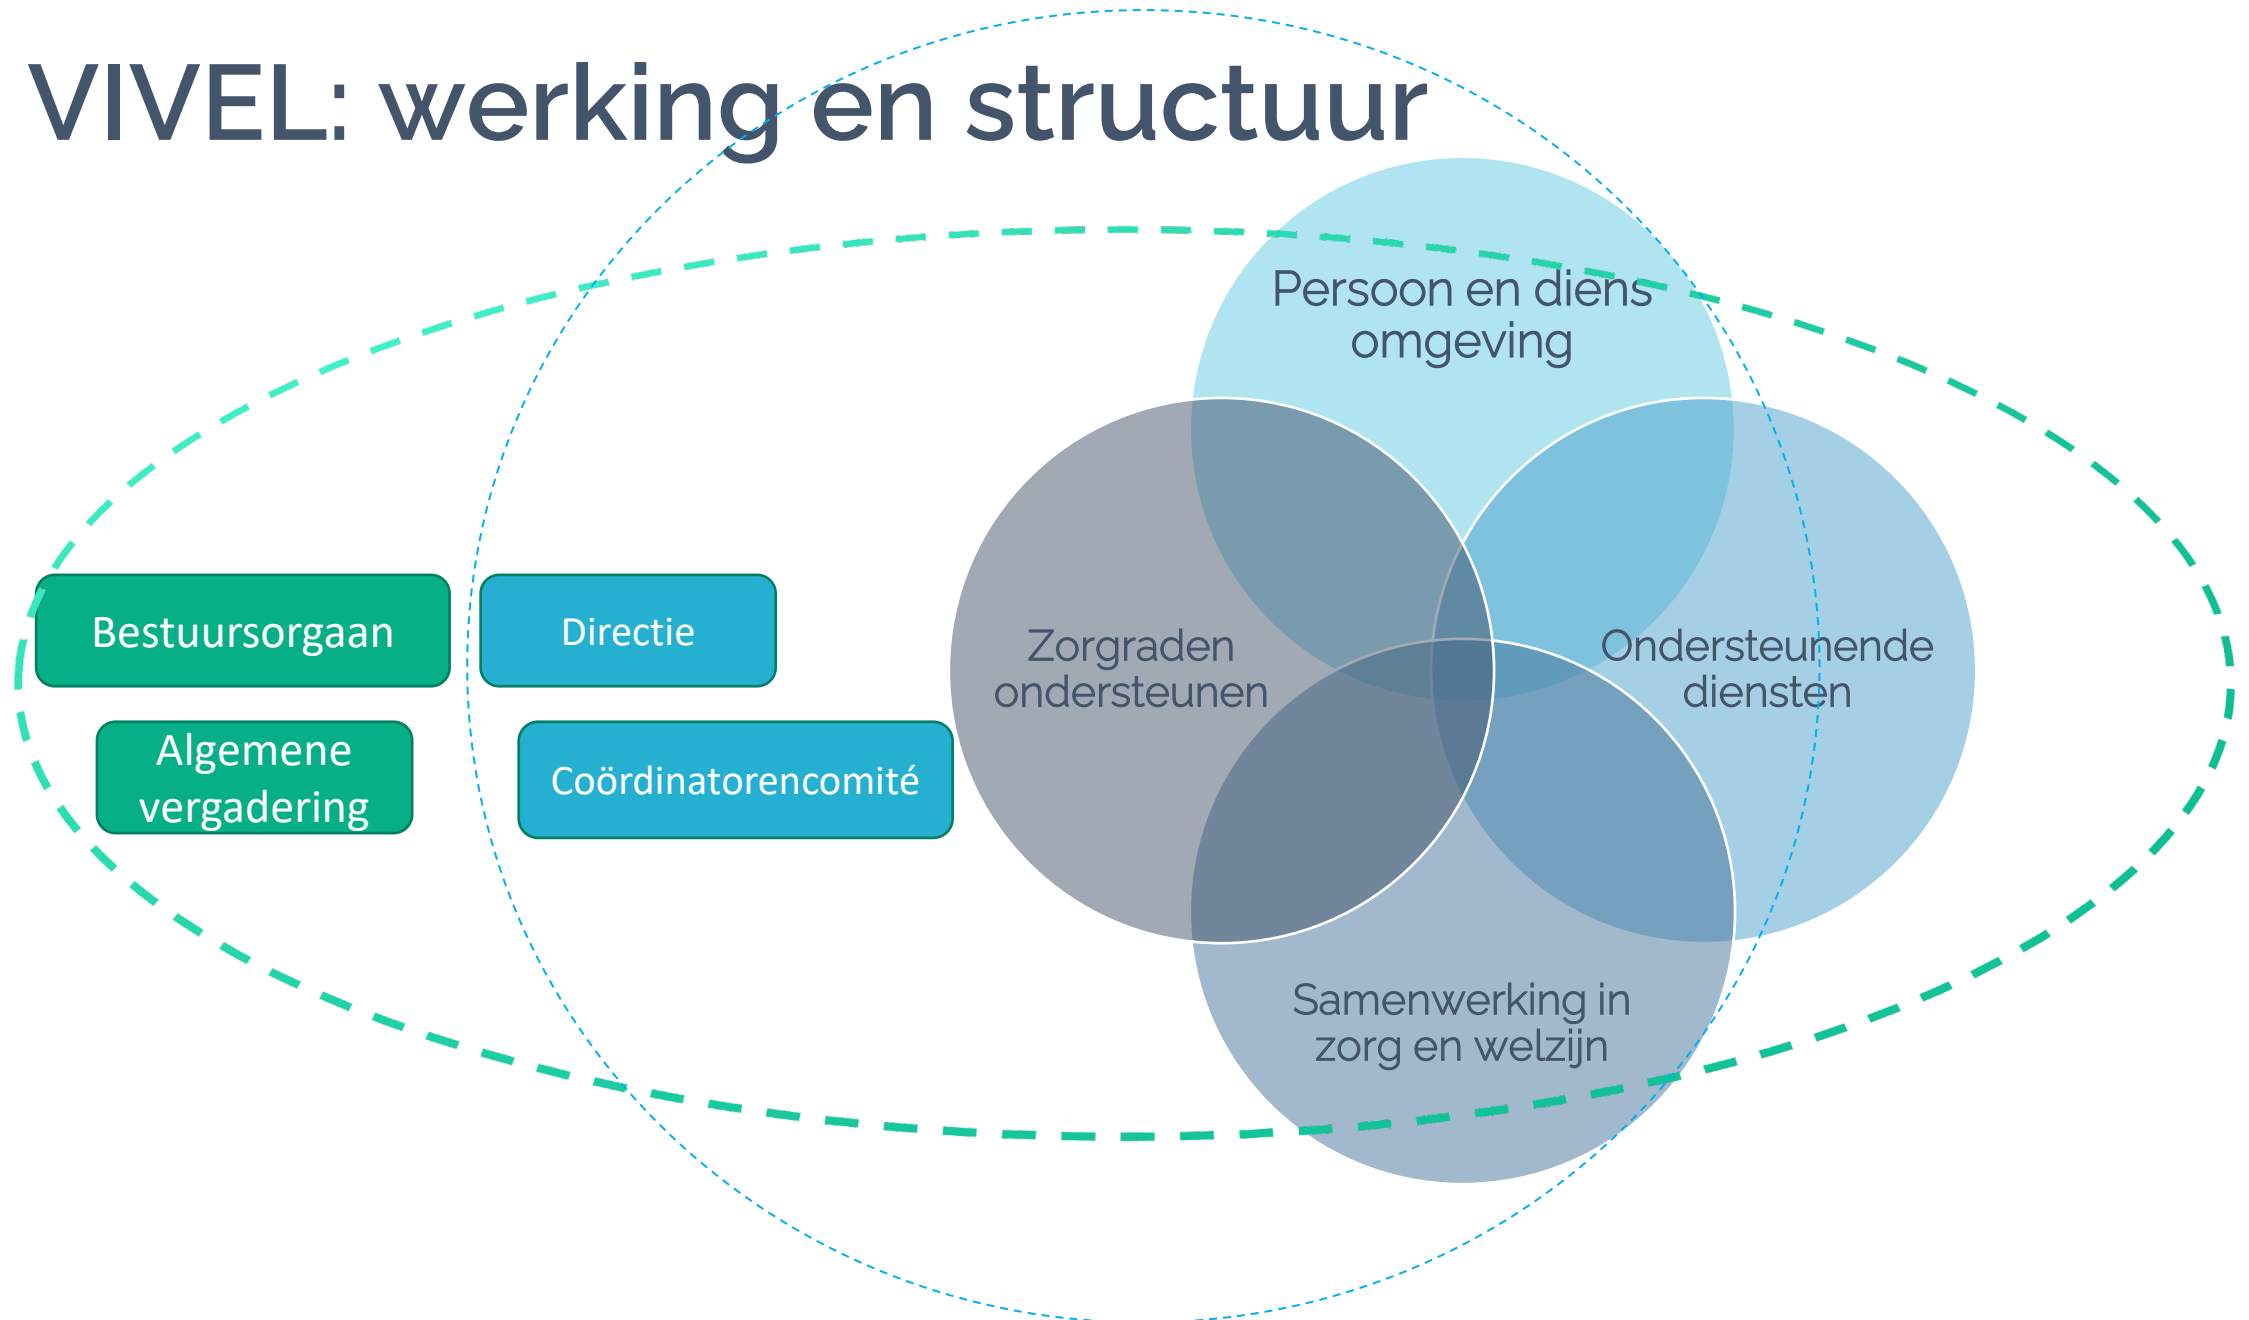 VIVEL: werking en structuur
Persoon en diens
omgeving
Bestuursorgaan
Directie
Zorgraden
ondersteunen
Ondersteunende
diensten
Algemene
vergadering
Coördinatorencomité
Samenwerking in
zorg en welzijn